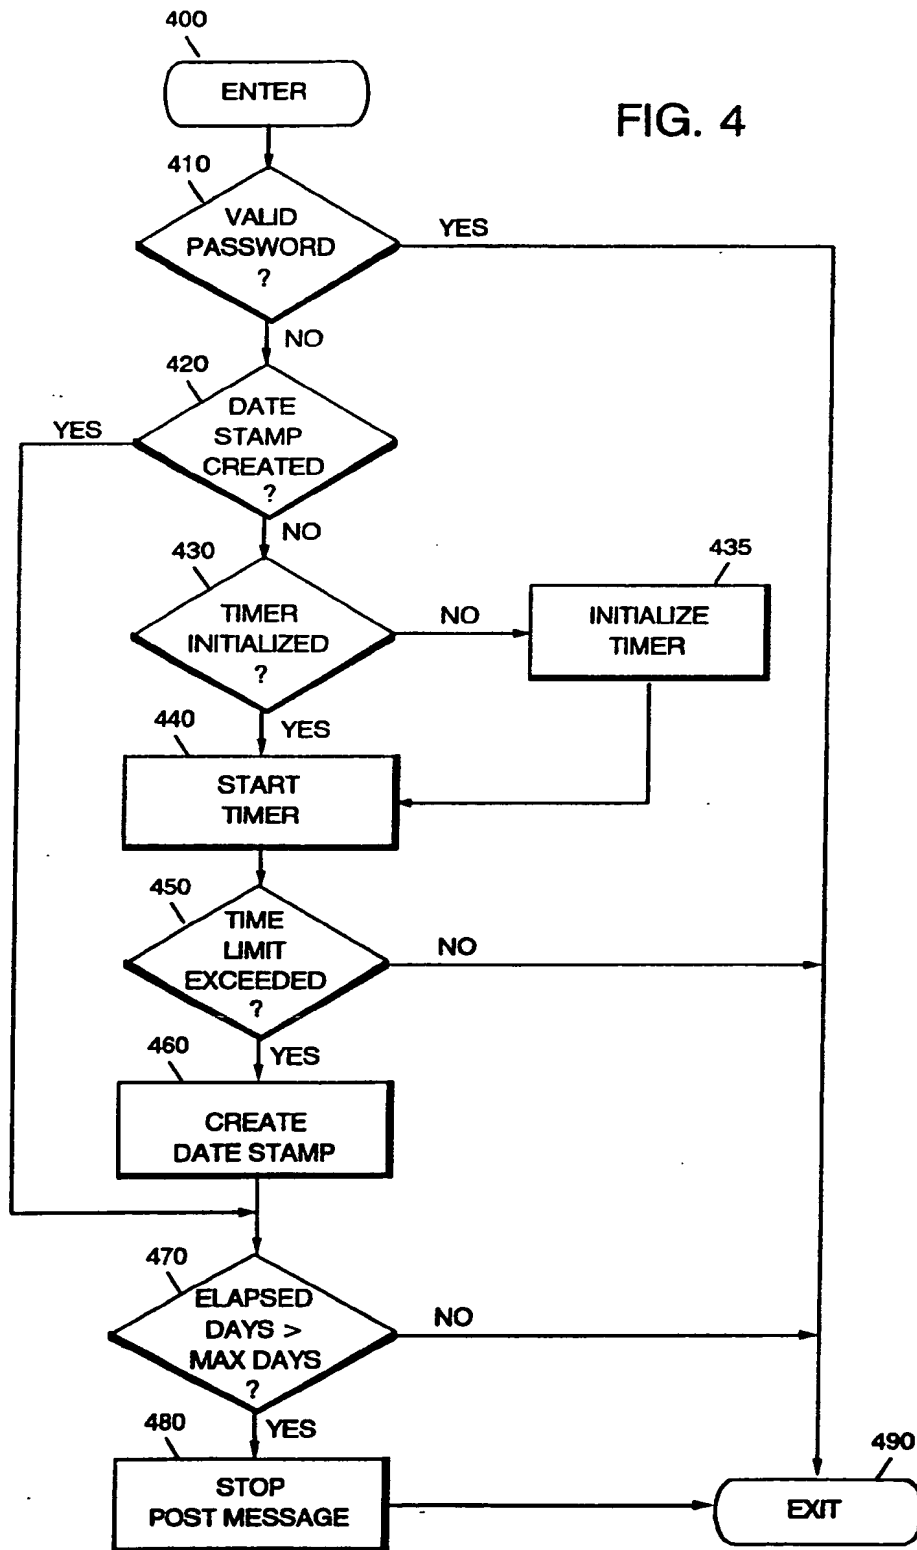 400
ENTER
FIG. 4
410
VALID
PASSWORD
?
YES
NO
420
DATE
STAMP
CREATED
?
YES
NO
430
TIMER
INITIALIZED
?
NO
435
INITIALIZE
TIMER
YES
440
START
TIMER
450
TIME
LIMIT
EXCEEDED
?
NO
YES
460
CREATE
DATE STAMP
470
ELAPSED
DAYS >
MAX DAYS
?
NO
YES
480
STOP
POST MESSAGE
490
EXIT